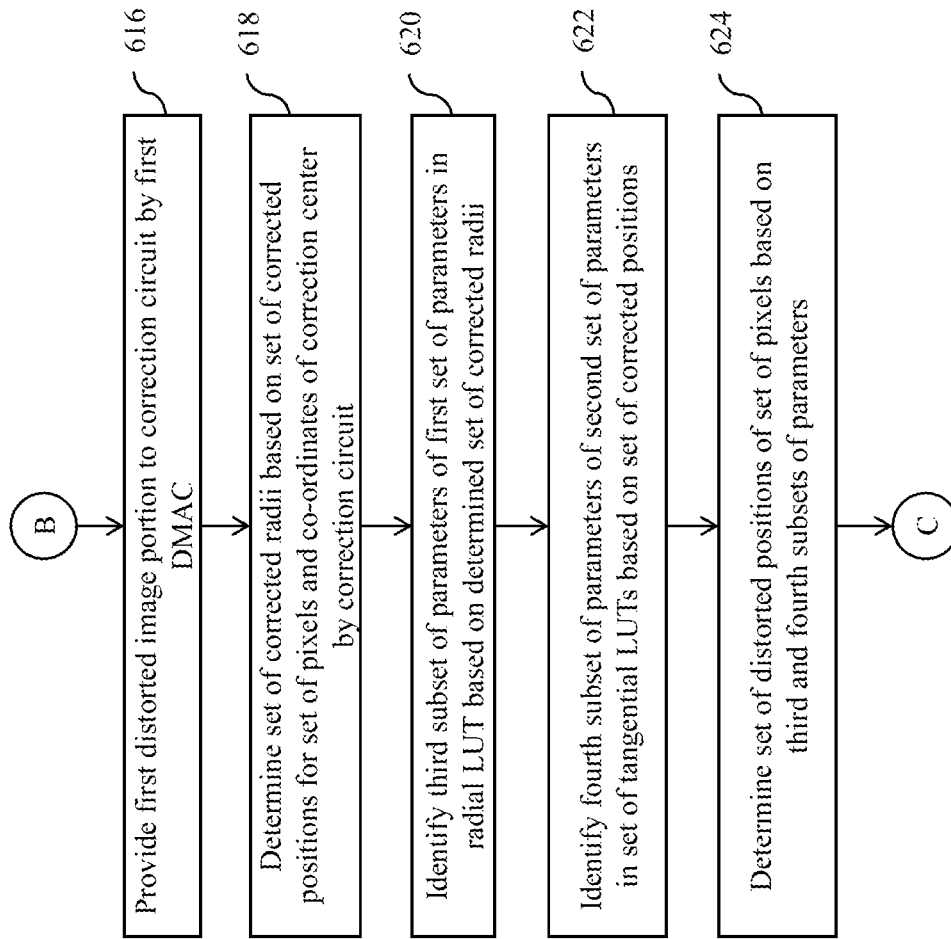 B
Provide first distorted image portion to correction circuit by first
DMAC
616
Determine set of corrected radii based on set of corrected
positions for set of pixels and co-ordinates of correction center
by correction circuit
618
Identify third subset of parameters of first set of parameters in
radial LUT based on determined set of corrected radii
620
Identify fourth subset of parameters of second set of parameters
in set of tangential LUTs based on set of corrected positions
622
Determine set of distorted positions of set of pixels based on
third and fourth subsets of parameters
624
C